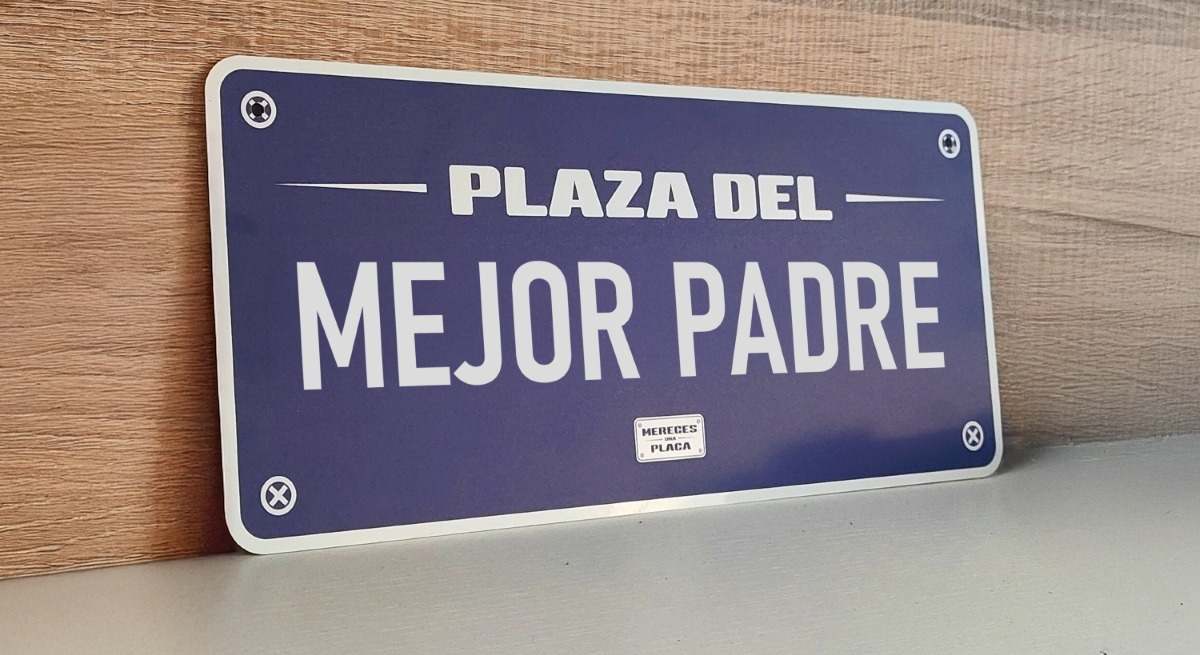 PLAZA DEL
MEJOR PADRE
MERECES
UNA
PLACA